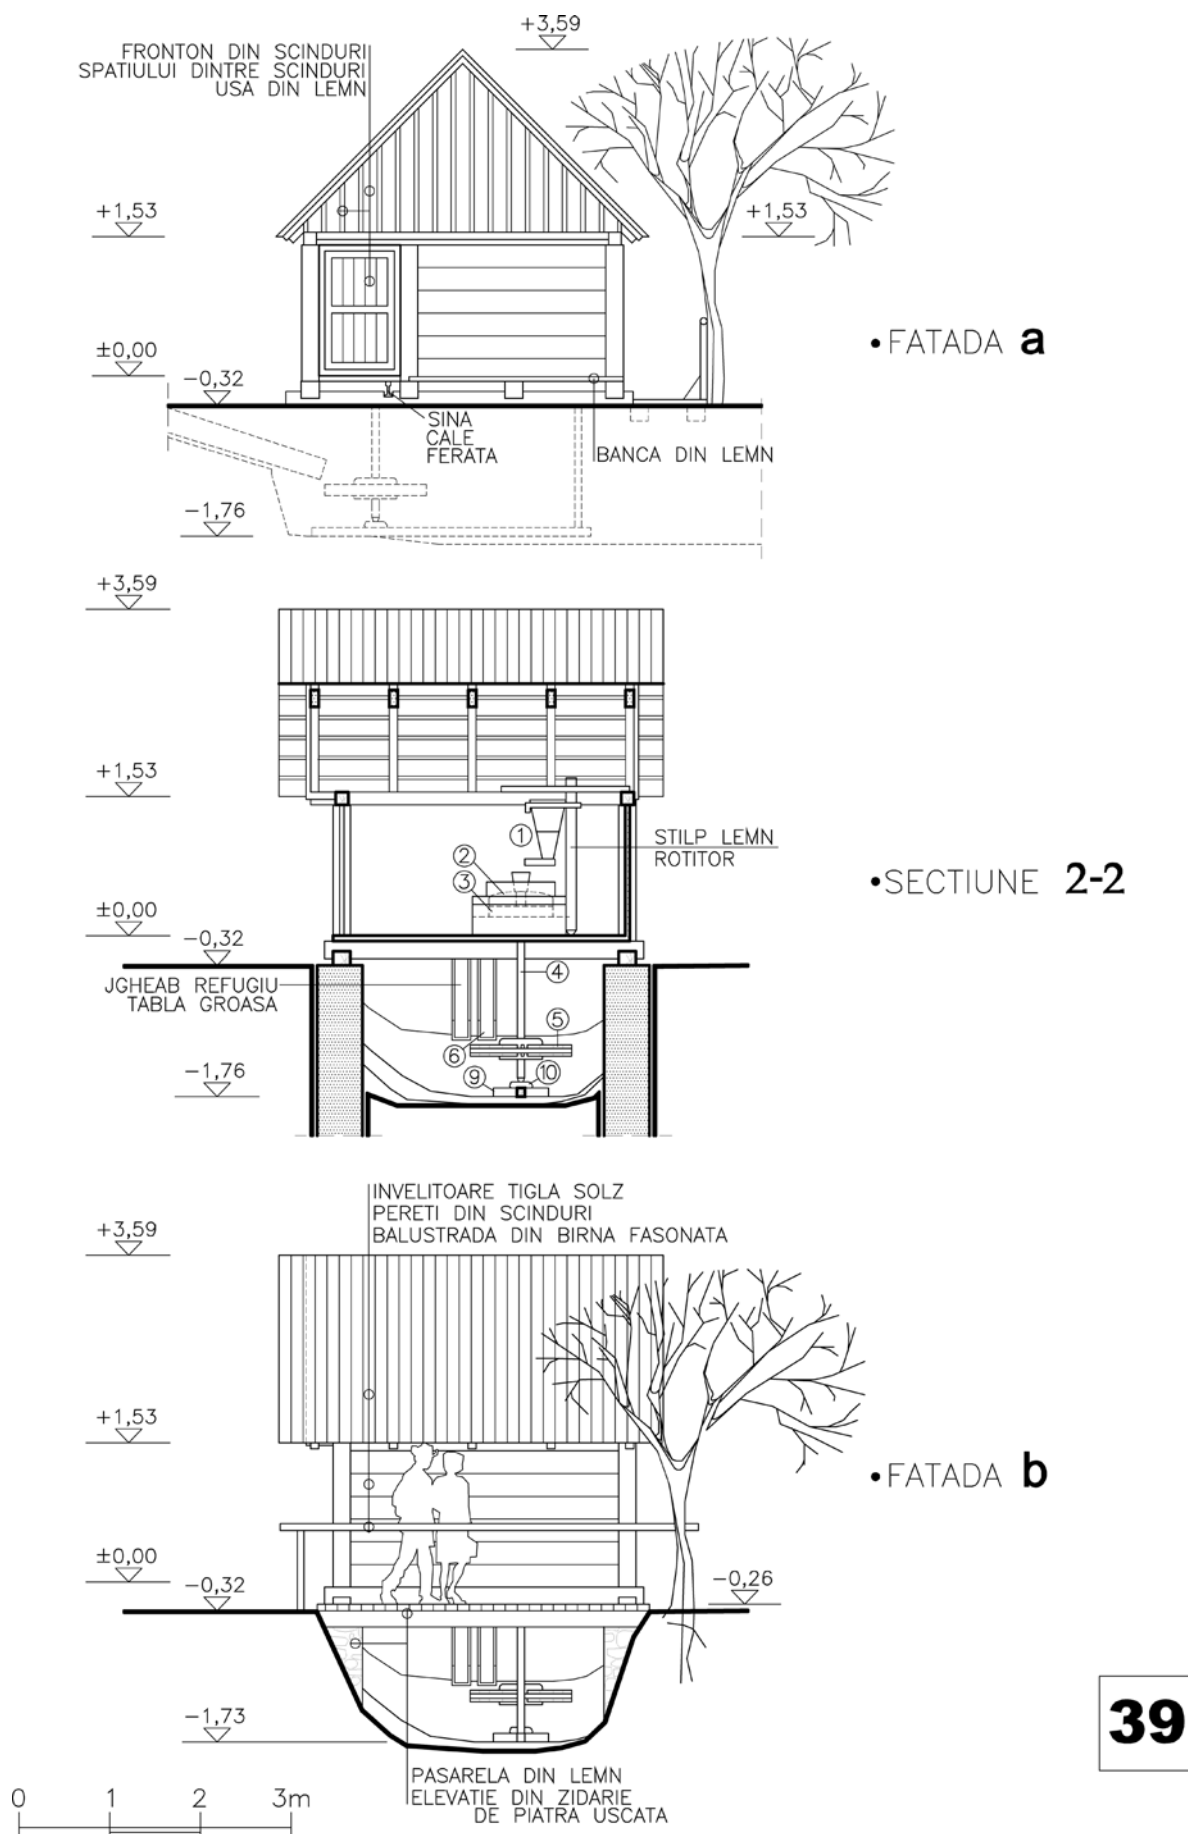 +3,59
FRONTON DIN SCINDURI
SPATIULUI DINTRE SCINDURI
USA DIN LEMN
+1,53
+1,53
±0,00
-0,32
• FATADA a
SINA
CALE
FERATA
BANCA DIN LEMN
-1,76
+3,59
+1,53
1
STILP LEMN
ROTITOR
2
3
• SECTIUNE 2-2
±0,00
-0,32
4
JGHEAB REFUGIU
TABLA GROASA
5
6
-1,76
9
10
INVELITOARE TIGLA SOLZ
PERETI DIN SCINDURI
BALUSTRADA DIN BIRNA FASONATA
+3,59
+1,53
• FATADA b
±0,00
-0,32
-0,26
-1,73
39
PASARELA DIN LEMN
ELEVATIE DIN ZIDARIE
DE PIATRA USCATA
0 1 2 3m